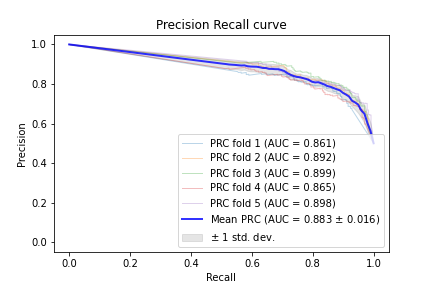 Precision Recall curve
1.0
0.8
0.6
0.4
0.2
0.0
Precision
PRC fold 1 (AUC = 0.861)
PRC fold 2 (AUC = 0.892)
PRC fold 3 (AUC = 0.899)
PRC fold 4 (AUC = 0.865)
PRC fold 5 (AUC = 0.898)
Mean PRC (AUC = 0.883 ± 0.016)
± 1 std. dev.
0.0 0.2 0.4 0.6 0.8 1.0
Recall